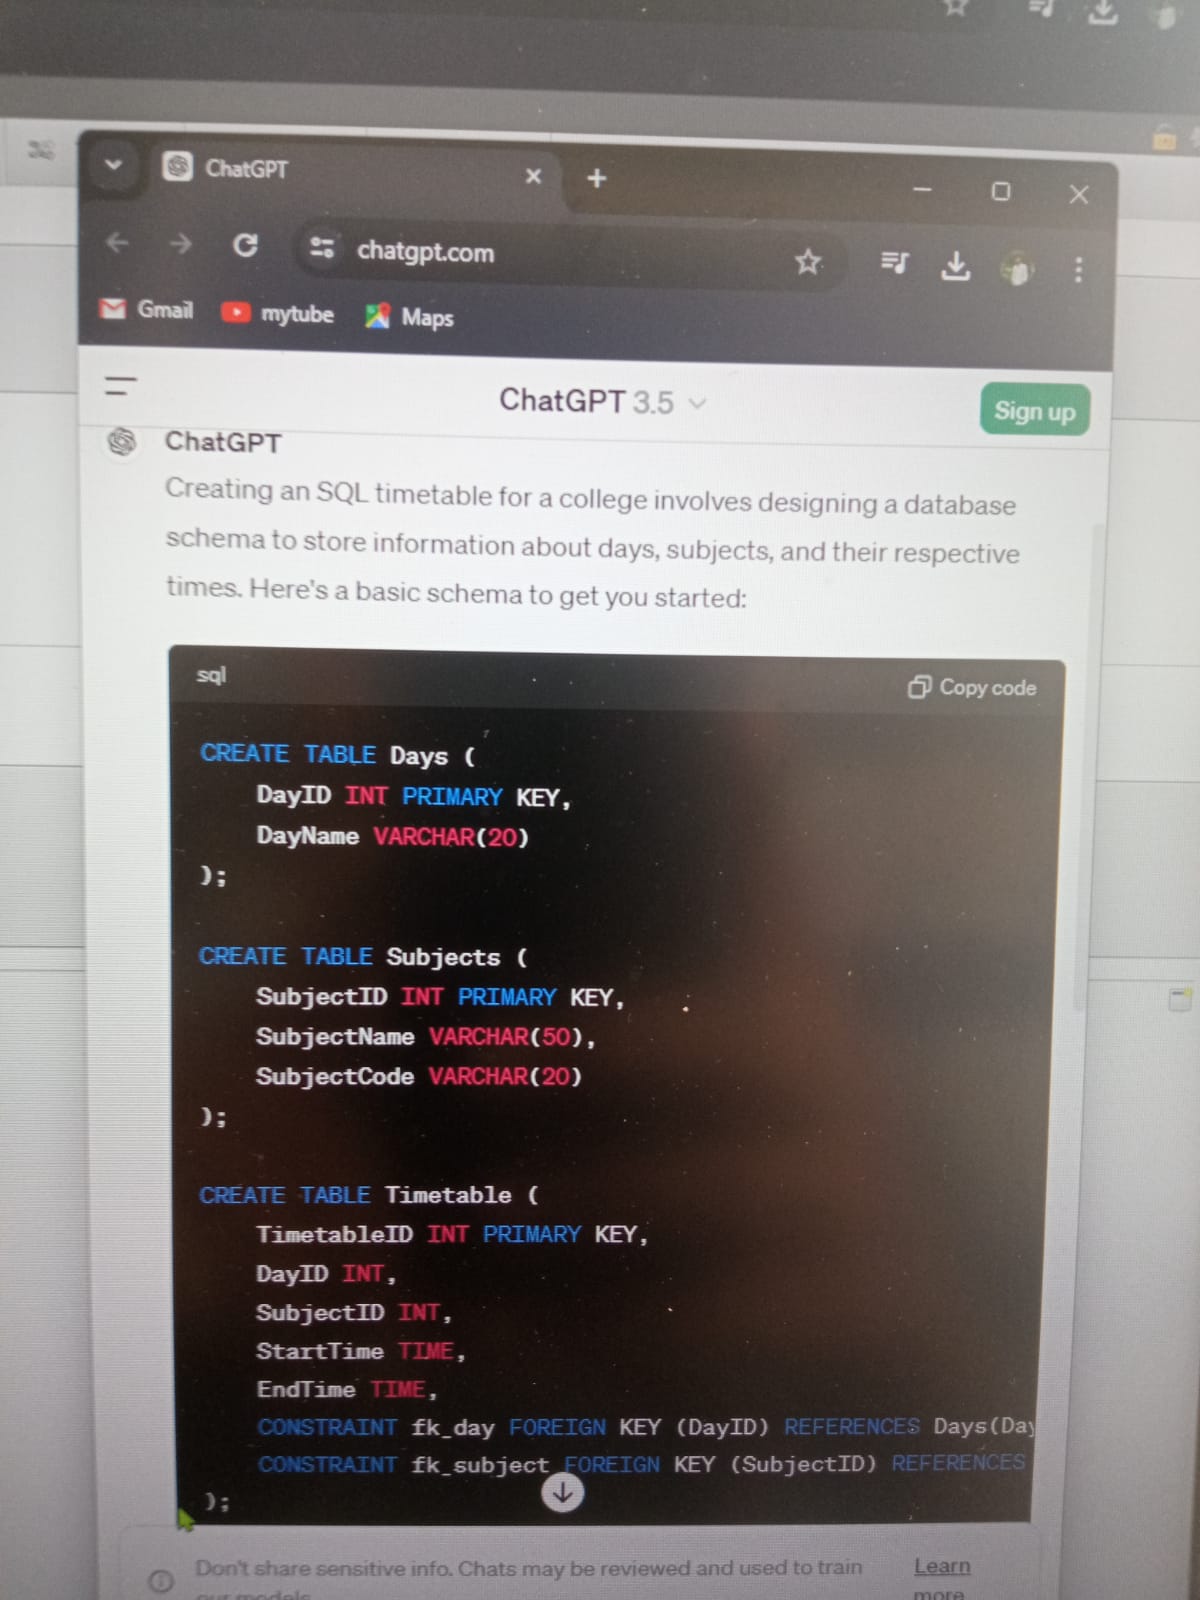 ChatGPT
chatgpt.com
Gmail mytube Maps
ChatGPT 3.5
Sign up
ChatGPT
Creating an SQL timetable for a college involves designing a database
schema to store information about days, subjects, and their respective
times. Here's a basic schema to get you started:
sql
Copy code
CREATE TABLE Days (
DayID INT PRIMARY KEY,
DayName VARCHAR(20)
);
CREATE TABLE Subjects (
SubjectID INT PRIMARY KEY,
SubjectName VARCHAR(50),
SubjectCode VARCHAR(20)
);
CREATE TABLE Timetable (
TimetableID INT PRIMARY KEY,
DayID INT,
SubjectID INT,
StartTime TIME,
EndTime TIME,
CONSTRAINT fk_day FOREIGN KEY (DayID) REFERENCES Days(Day
CONSTRAINT fk_subject FOREIGN KEY (SubjectID) REFERENCES
);
Don't share sensitive info. Chats may be reviewed and used to train
our models.
Learn
more